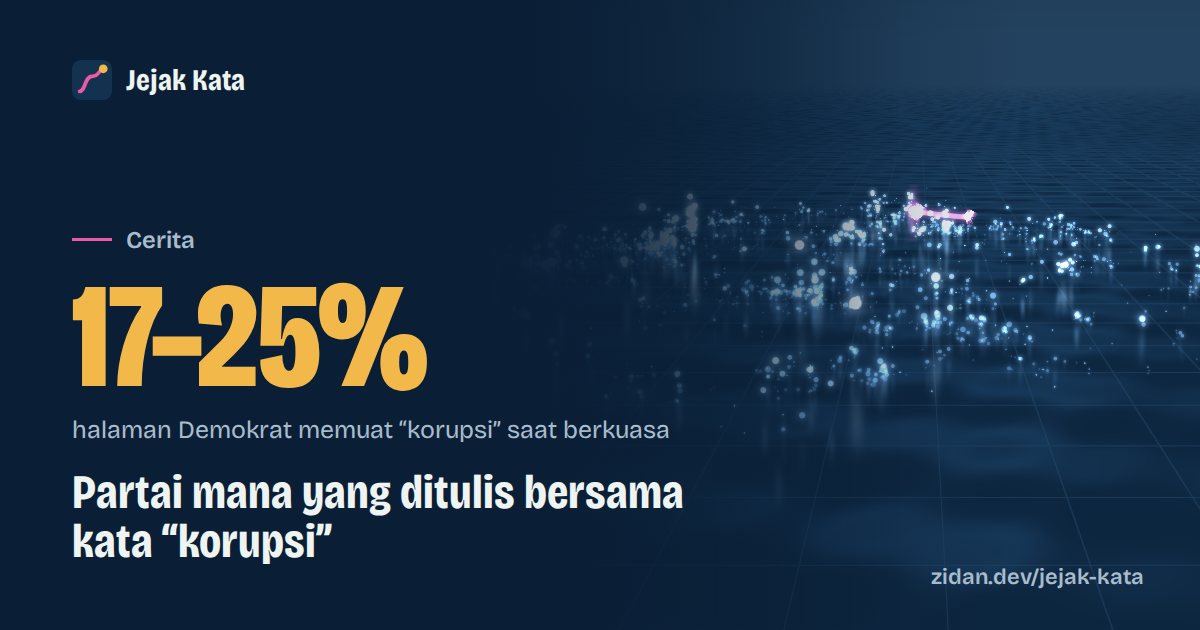 Jejak Kata
Cerita
17–25%
halaman Demokrat memuat “korupsi” saat berkuasa
Partai mana yang ditulis bersama
kata “korupsi”
zidan.dev/jejak-kata